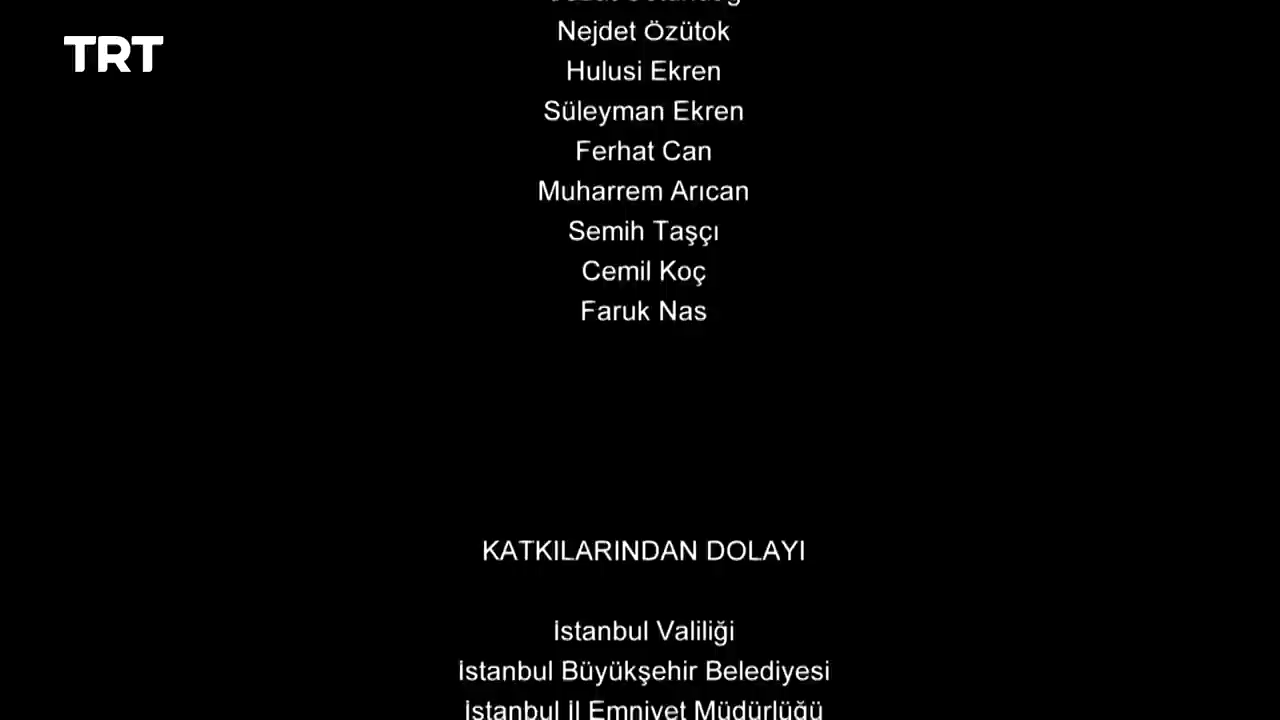 TRT
Nejdet Özütok
Hulusi Ekren
Süleyman Ekren
Ferhat Can
Muharrem Arıcan
Semih Taşçı
Cemil Koç
Faruk Nas
KATKILARINDAN DOLAYI
İstanbul Valiliği
İstanbul Büyükşehir Belediyesi
İstanbul İl Emniyet Müdürlüğü